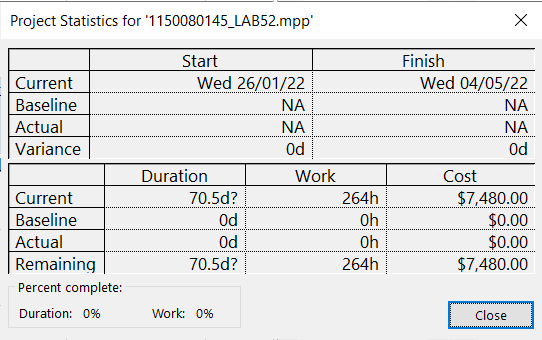 Project Statistics for '1150080145_LAB52.mpp'
Start Finish
Current Wed 26/01/22 Wed 04/05/22
Baseline NA NA
Actual NA NA
Variance 0d 0d
Duration Work Cost
Current 70.5d? 264h $7,480.00
Baseline 0d 0h $0.00
Actual 0d 0h $0.00
Remaining 70.5d? 264h $7,480.00
Percent complete:
Duration: 0% Work: 0%
Close